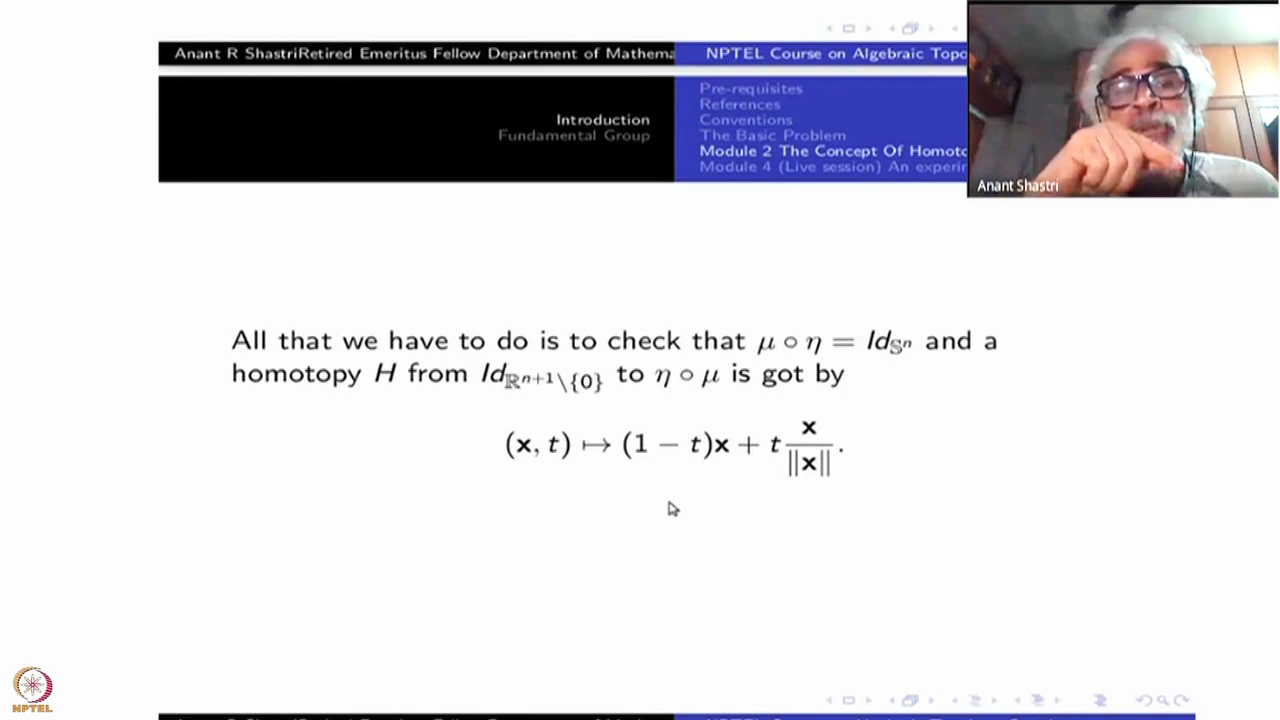 Anant R ShastriRetired Emeritus Fellow Department of Mathema
NPTEL Course on Algebraic Topo
Introduction
Fundamental Group
Pre-requisites
References
Conventions
The Basic Problem
Module 2 The Concept Of Homoto
Module 4 (Live session) An experin
Anant Shastri
All that we have to do is to check that μ ∘ η = Id_{𝕊ⁿ} and a
homotopy H from Id_{ℝ^{n+1}\{0}} to η ∘ μ is got by
(x, t) ↦ (1 − t)x + t x/‖x‖.
NPTEL